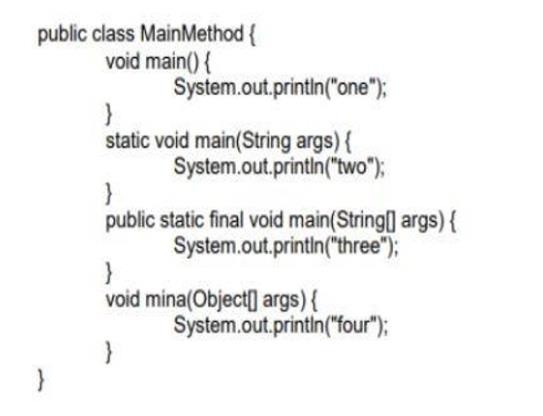 public class MainMethod {
void main() {
System.out.println("one");
}
static void main(String args) {
System.out.println("two");
}
public static final void main(String[] args) {
System.out.println("three");
}
void mina(Object[] args) {
System.out.println("four");
}
}